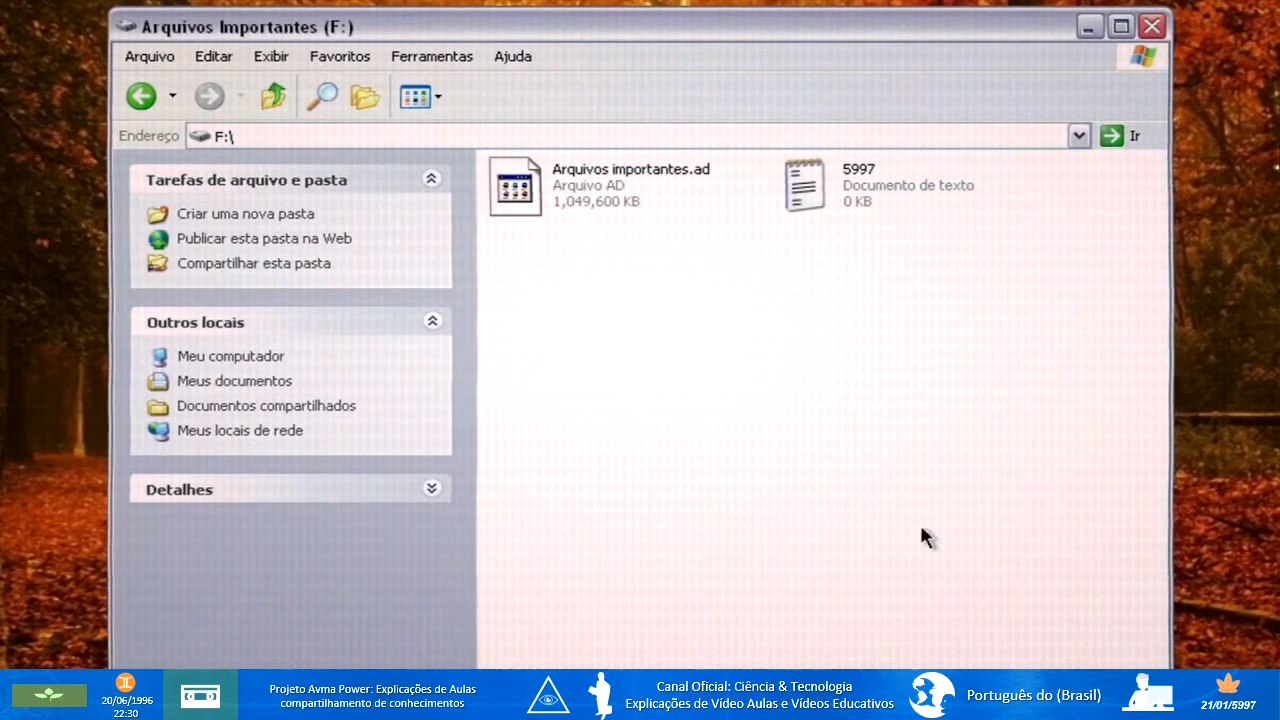 Arquivos Importantes (F:)
Arquivo Editar Exibir Favoritos Ferramentas Ajuda
Endereço F:\ Ir
Tarefas de arquivo e pasta
Criar uma nova pasta
Publicar esta pasta na Web
Compartilhar esta pasta
Outros locais
Meu computador
Meus documentos
Documentos compartilhados
Meus locais de rede
Detalhes
Arquivos importantes.ad
Arquivo AD
1,049,600 KB
5997
Documento de texto
0 KB
20/06/1996
22:30
Projeto Avma Power: Explicações de Aulas
compartilhamento de conhecimentos
Canal Oficial: Ciência & Tecnologia
Explicações de Vídeo Aulas e Vídeos Educativos
Português do (Brasil)
21/01/5997